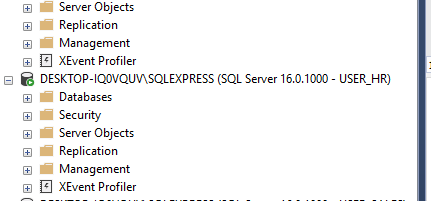 Server Objects
Replication
Management
XEvent Profiler
DESKTOP-IQ0VQUV\SQLEXPRESS (SQL Server 16.0.1000 - USER_HR)
Databases
Security
Server Objects
Replication
Management
XEvent Profiler